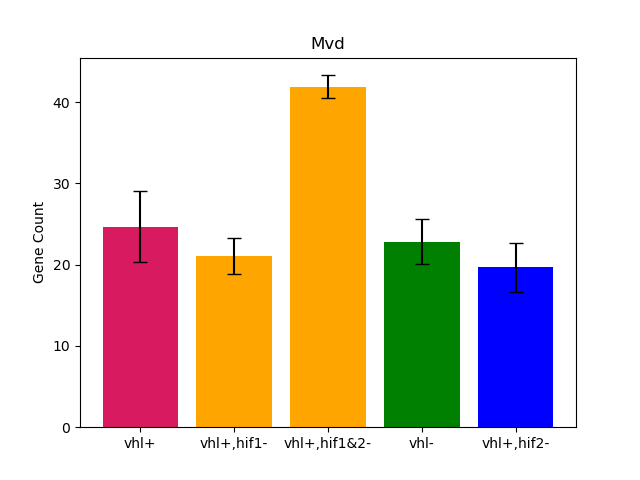 Mvd
Gene Count
40
30
20
10
0
vhl+
vhl+,hif1-
vhl+,hif1&2-
vhl-
vhl+,hif2-